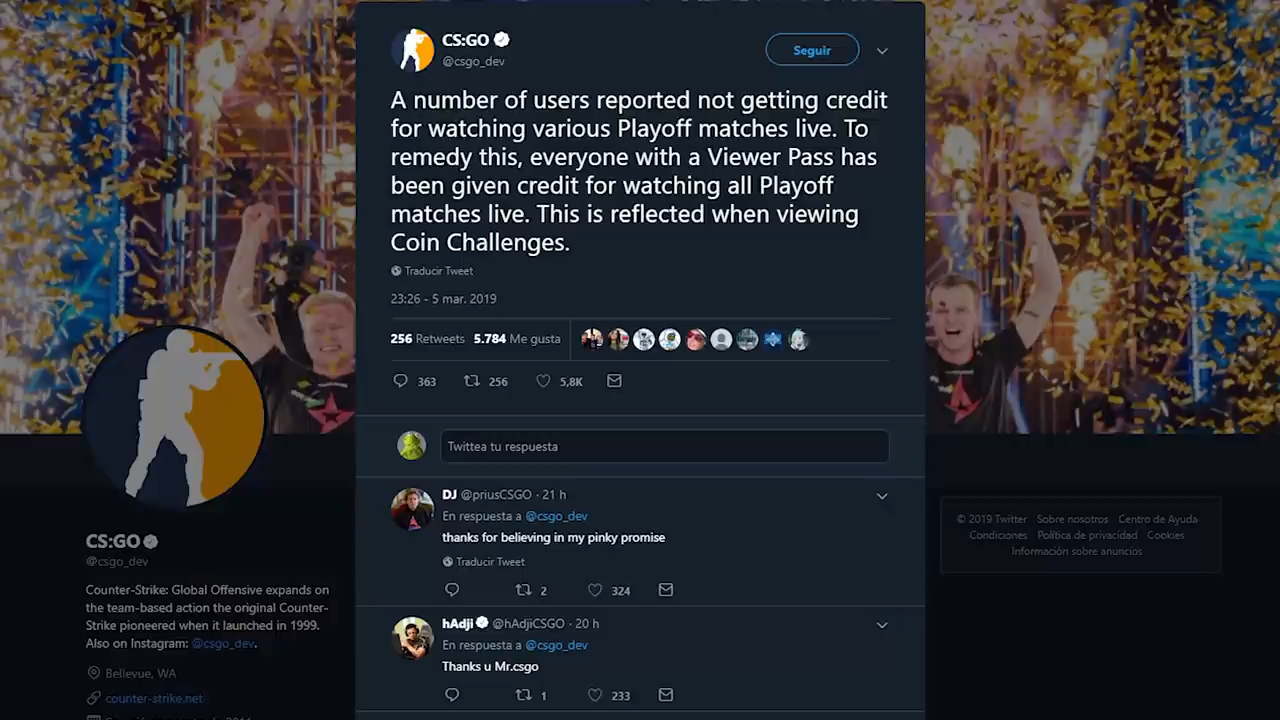 CS:GO
@csgo_dev
Seguir
A number of users reported not getting credit
for watching various Playoff matches live. To
remedy this, everyone with a Viewer Pass has
been given credit for watching all Playoff
matches live. This is reflected when viewing
Coin Challenges.
Traducir Tweet
23:26 - 5 mar. 2019
256 Retweets 5.784 Me gusta
363 256 5,8K
Twittea tu respuesta
DJ @priusCSGO · 21 h
En respuesta a @csgo_dev
thanks for believing in my pinky promise
Traducir Tweet
2 324
hAdji @hAdjiCSGO · 20 h
En respuesta a @csgo_dev
Thanks u Mr.csgo
1 233
CS:GO
@csgo_dev
Counter-Strike: Global Offensive expands on
the team-based action the original Counter-
Strike pioneered when it launched in 1999.
Also on Instagram: @csgo_dev.
Bellevue, WA
counter-strike.net
© 2019 Twitter Sobre nosotros Centro de Ayuda
Condiciones Política de privacidad Cookies
Información sobre anuncios